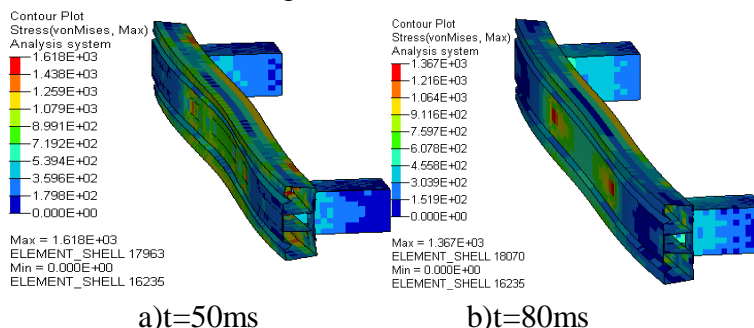 Contour Plot
Stress(vonMises, Max)
Analysis system
1.618E+03
1.438E+03
1.259E+03
1.079E+03
8.991E+02
7.192E+02
5.394E+02
3.596E+02
1.798E+02
0.000E+00
Max = 1.618E+03
ELEMENT_SHELL 17963
Min = 0.000E+00
ELEMENT_SHELL 16235
a)t=50ms
Contour Plot
Stress(vonMises, Max)
Analysis system
1.367E+03
1.216E+03
1.064E+03
9.116E+02
7.597E+02
6.078E+02
4.558E+02
3.039E+02
1.519E+02
0.000E+00
Max = 1.367E+03
ELEMENT_SHELL 18070
Min = 0.000E+00
ELEMENT_SHELL 16235
b)t=80ms